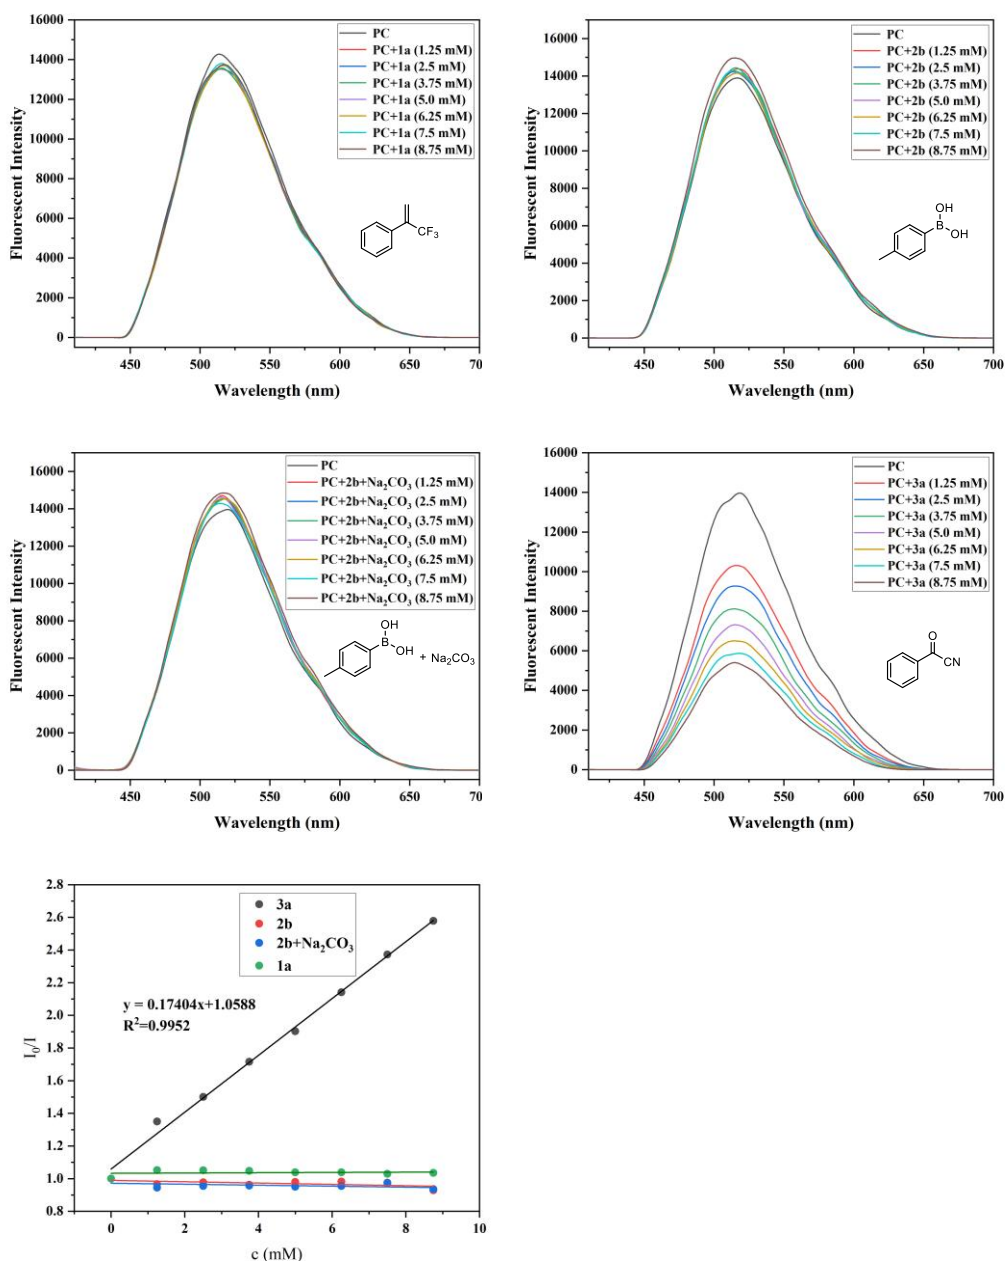 16000
14000
12000
10000
8000
6000
4000
2000
0
Fluorescent Intensity
PC
PC+1a (1.25 mM)
PC+1a (2.5 mM)
PC+1a (3.75 mM)
PC+1a (5.0 mM)
PC+1a (6.25 mM)
PC+1a (7.5 mM)
PC+1a (8.75 mM)
CF₃
450 500 550 600 650 70
Wavelength (nm)
16000
14000
12000
10000
8000
6000
4000
2000
0
Fluorescent Intensity
PC
PC+2b (1.25 mM)
PC+2b (2.5 mM)
PC+2b (3.75 mM)
PC+2b (5.0 mM)
PC+2b (6.25 mM)
PC+2b (7.5 mM)
PC+2b (8.75 mM)
OH
B
OH
450 500 550 600 650 700
Wavelength (nm)
16000
14000
12000
10000
8000
6000
4000
2000
0
Fluorescent Intensity
PC
PC+2b+Na₂CO₃ (1.25 mM)
PC+2b+Na₂CO₃ (2.5 mM)
PC+2b+Na₂CO₃ (3.75 mM)
PC+2b+Na₂CO₃ (5.0 mM)
PC+2b+Na₂CO₃ (6.25 mM)
PC+2b+Na₂CO₃ (7.5 mM)
PC+2b+Na₂CO₃ (8.75 mM)
OH
B
OH
+ Na₂CO₃
450 500 550 600 650 70
Wavelength (nm)
16000
14000
12000
10000
8000
6000
4000
2000
0
Fluorescent Intensity
PC
PC+3a (1.25 mM)
PC+3a (2.5 mM)
PC+3a (3.75 mM)
PC+3a (5.0 mM)
PC+3a (6.25 mM)
PC+3a (7.5 mM)
PC+3a (8.75 mM)
O
CN
450 500 550 600 650 700
Wavelength (nm)
2.8
2.6
2.4
2.2
2.0
1.8
1.6
1.4
1.2
1.0
0.8
I₀/I
3a
2b
2b+Na₂CO₃
1a
y = 0.17404x+1.0588
R²=0.9952
0 2 4 6 8 10
c (mM)